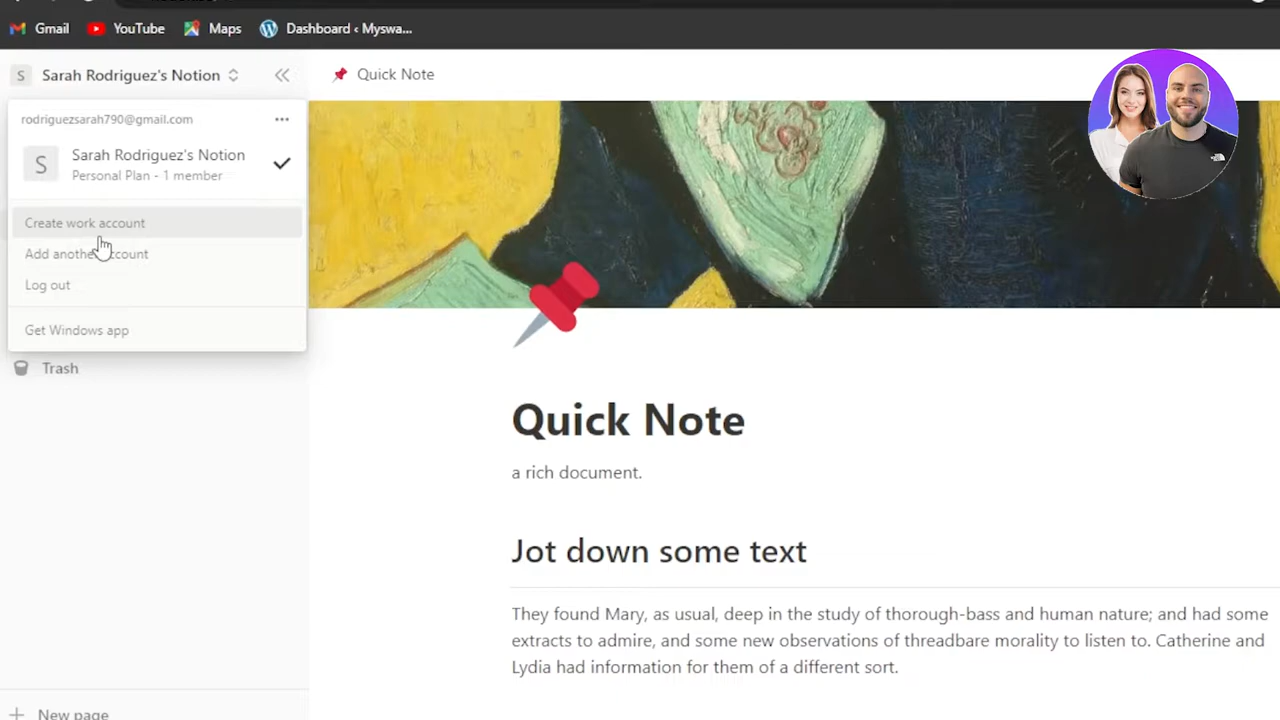 Gmail
YouTube
Maps
Dashboard ‹ Myswa...
S
Sarah Rodriguez's Notion
Quick Note
rodriguezsarah790@gmail.com
S
Sarah Rodriguez's Notion
Personal Plan - 1 member
Create work account
Add another account
Log out
Get Windows app
Trash
Quick Note
a rich document.
Jot down some text
They found Mary, as usual, deep in the study of thorough-bass and human nature; and had some
extracts to admire, and some new observations of threadbare morality to listen to. Catherine and
Lydia had information for them of a different sort.
New page